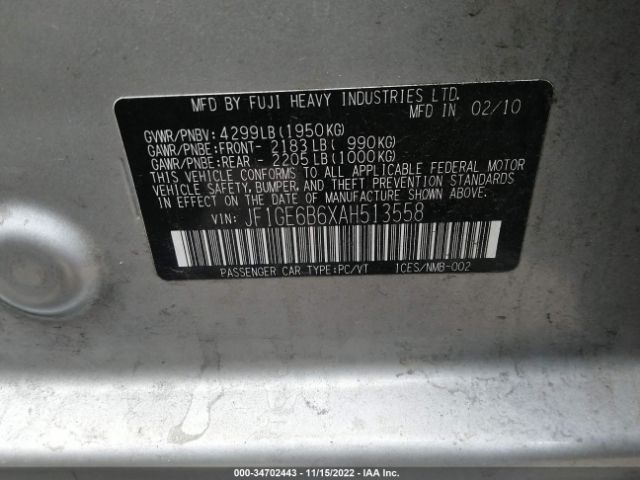 MFD BY FUJI HEAVY INDUSTRIES LTD.
MFD IN 02/10
GVWR/PNBV: 4299LB(1950KG)
GAWR/PNBE:FRONT- 2183LB( 990KG)
GAWR/PNBE:REAR - 2205LB(1000KG)
THIS VEHICLE CONFORMS TO ALL APPLICABLE FEDERAL MOTOR
VEHICLE SAFETY, BUMPER, AND THEFT PREVENTION STANDARDS
IN EFFECT ON THE DATE OF MANUFACTURE SHOWN ABOVE.
VIN: JF1GE6B6XAH513558
PASSENGER CAR TYPE:PC/VT ICES/NMB-002
000-34702443 - 11/15/2022 - IAA Inc.